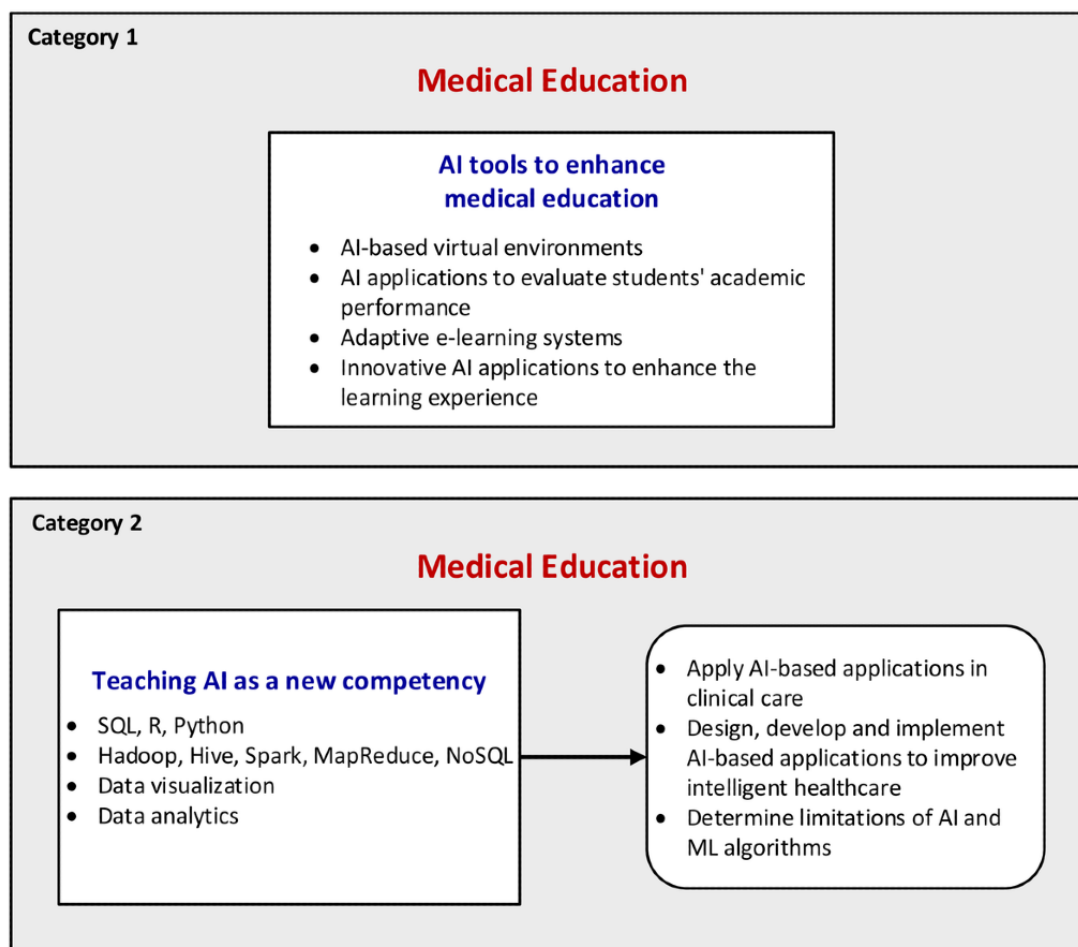 Category 1
Medical Education
AI tools to enhance
medical education
• AI-based virtual environments
• AI applications to evaluate students' academic
performance
• Adaptive e-learning systems
• Innovative AI applications to enhance the
learning experience
Category 2
Medical Education
Teaching AI as a new competency
• SQL, R, Python
• Hadoop, Hive, Spark, MapReduce, NoSQL
• Data visualization
• Data analytics
• Apply AI-based applications in
clinical care
• Design, develop and implement
AI-based applications to improve
intelligent healthcare
• Determine limitations of AI and
ML algorithms